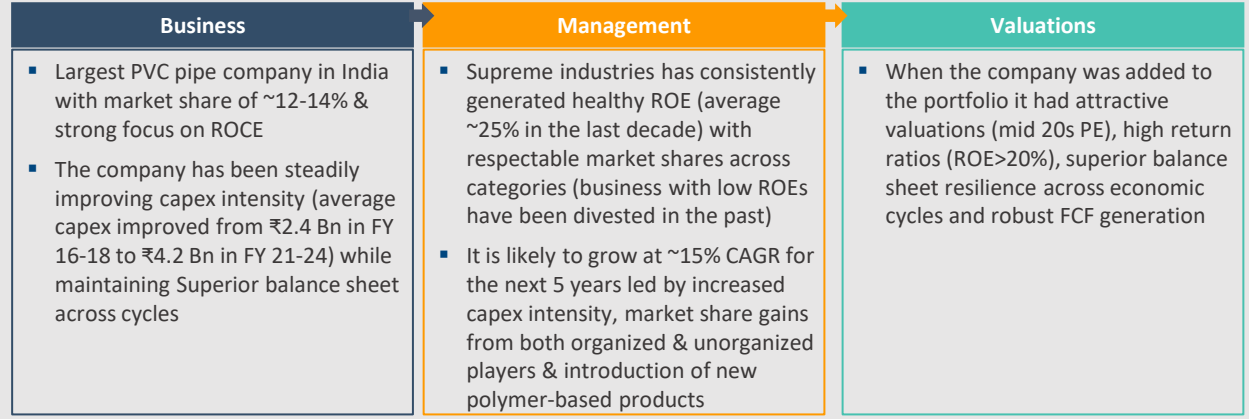 Business
▪ Largest PVC pipe company in India
with market share of ~12-14% &
strong focus on ROCE
▪ The company has been steadily
improving capex intensity (average
capex improved from ₹2.4 Bn in FY
16-18 to ₹4.2 Bn in FY 21-24) while
maintaining Superior balance sheet
across cycles
Management
▪ Supreme industries has consistently
generated healthy ROE (average
~25% in the last decade) with
respectable market shares across
categories (business with low ROEs
have been divested in the past)
▪ It is likely to grow at ~15% CAGR for
the next 5 years led by increased
capex intensity, market share gains
from both organized & unorganized
players & introduction of new
polymer-based products
Valuations
▪ When the company was added to
the portfolio it had attractive
valuations (mid 20s PE), high return
ratios (ROE>20%), superior balance
sheet resilience across economic
cycles and robust FCF generation